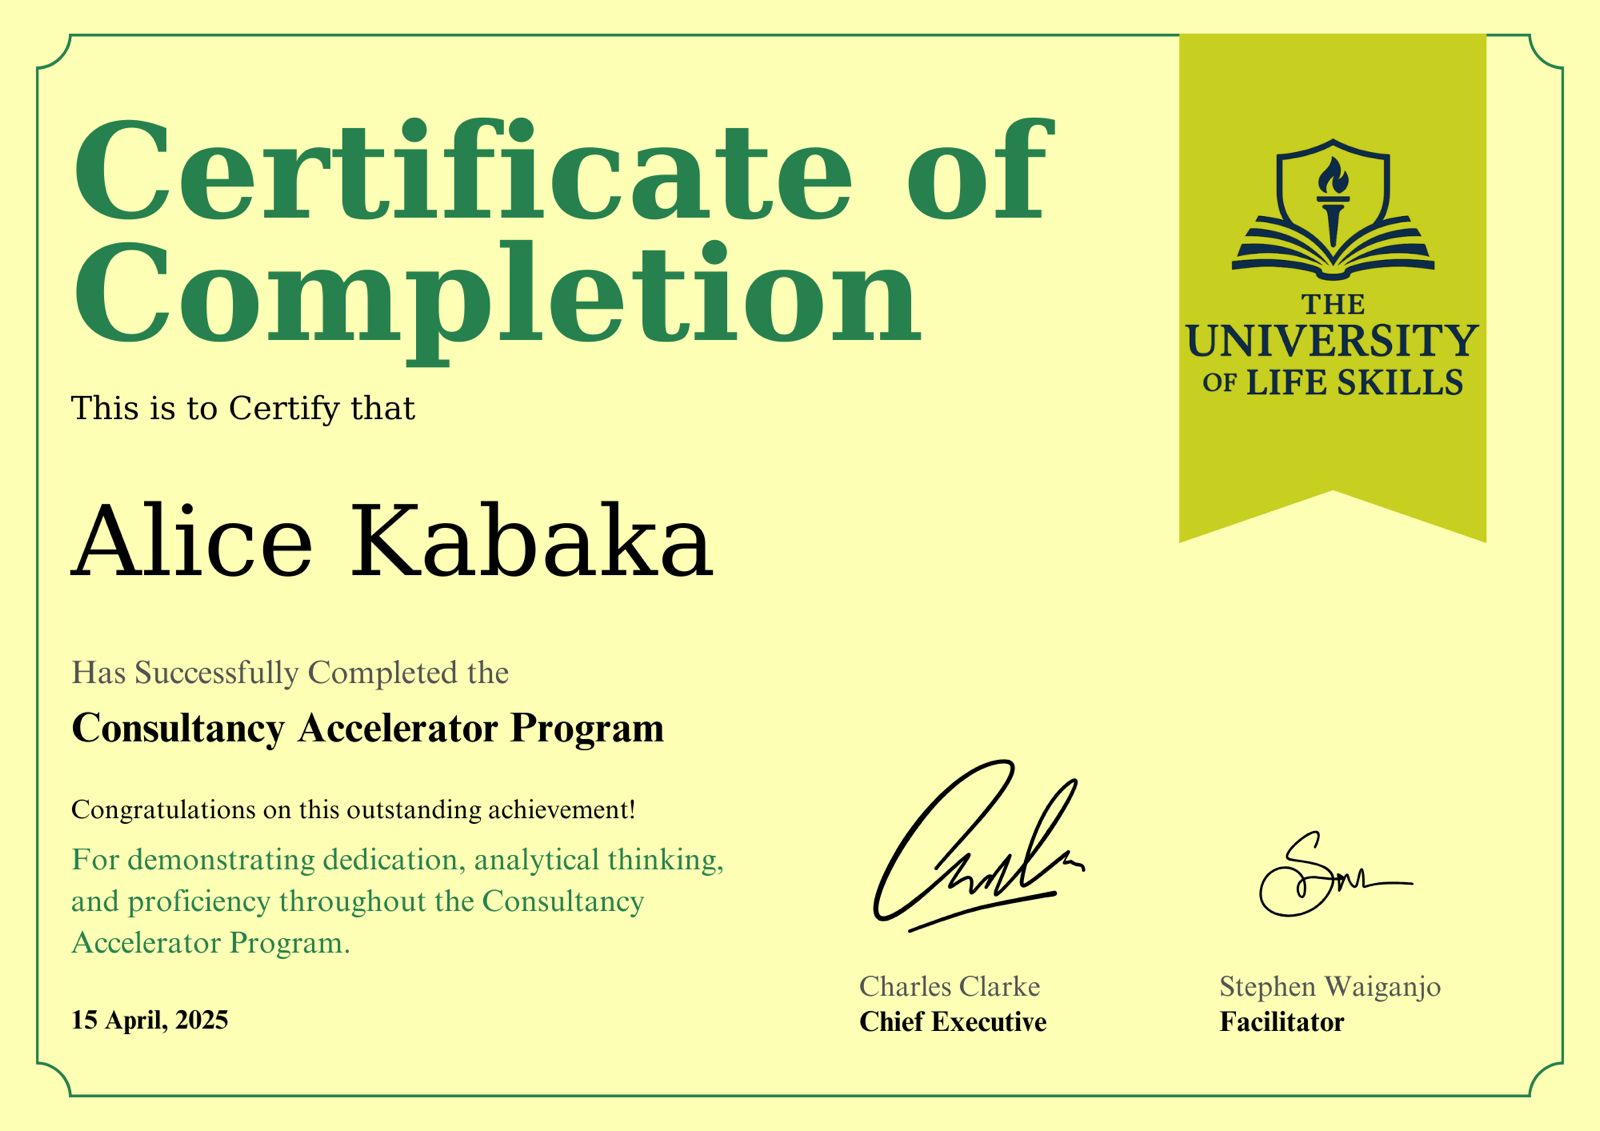 Certificate of
Completion
THE
UNIVERSITY
OF LIFE SKILLS
This is to Certify that
Alice Kabaka
Has Successfully Completed the
Consultancy Accelerator Program
Congratulations on this outstanding achievement!
For demonstrating dedication, analytical thinking,
and proficiency throughout the Consultancy
Accelerator Program.
15 April, 2025
Charles Clarke
Chief Executive
Stephen Waiganjo
Facilitator